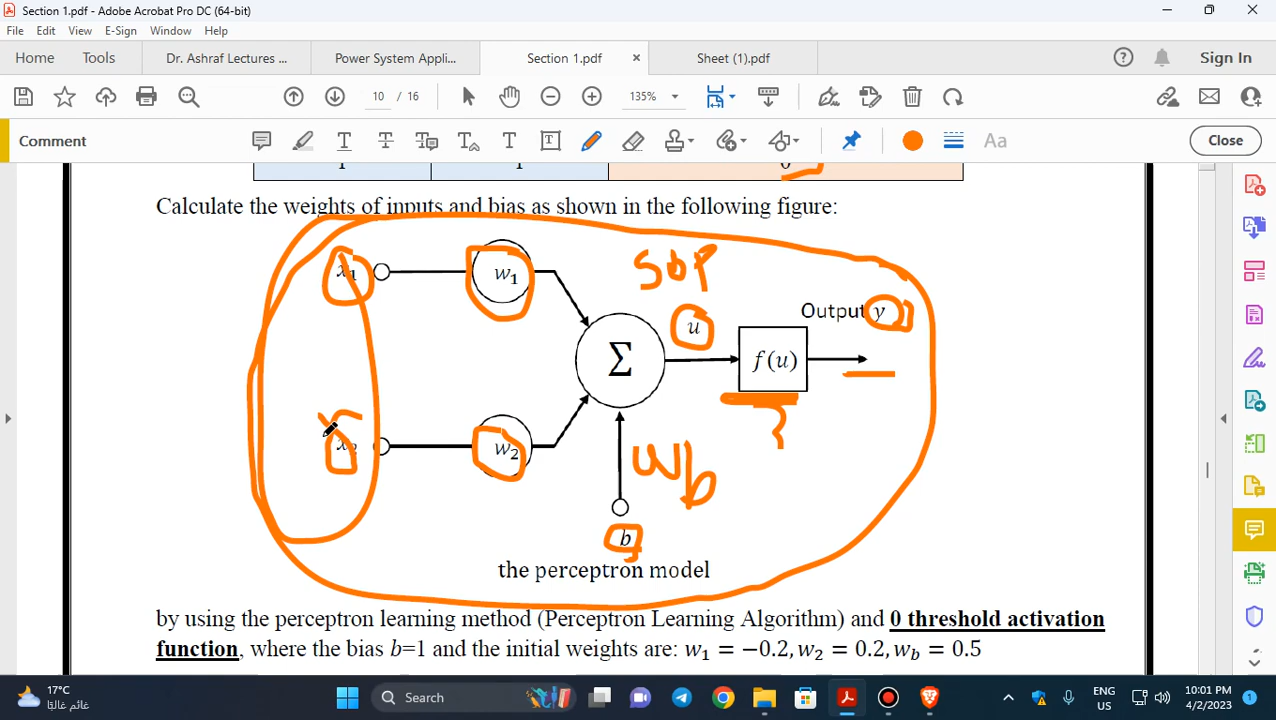 Section 1.pdf - Adobe Acrobat Pro DC (64-bit)
File Edit View E-Sign Window Help
Home Tools Dr. Ashraf Lectures ... Power System Appli... Section 1.pdf × Sheet (1).pdf Sign In
10 / 16 135%
Comment Close
Calculate the weights of inputs and bias as shown in the following figure:
x₁ w₁ SOP
u Output y
Σ f(u)
x₂ w₂ wb
b
the perceptron model
by using the perceptron learning method (Perceptron Learning Algorithm) and 0 threshold activation
function, where the bias b=1 and the initial weights are: w₁ = −0.2, w₂ = 0.2, w_b = 0.5
17°C
غائم غالبًا
Search
ENG
US
10:01 PM
4/2/2023
1